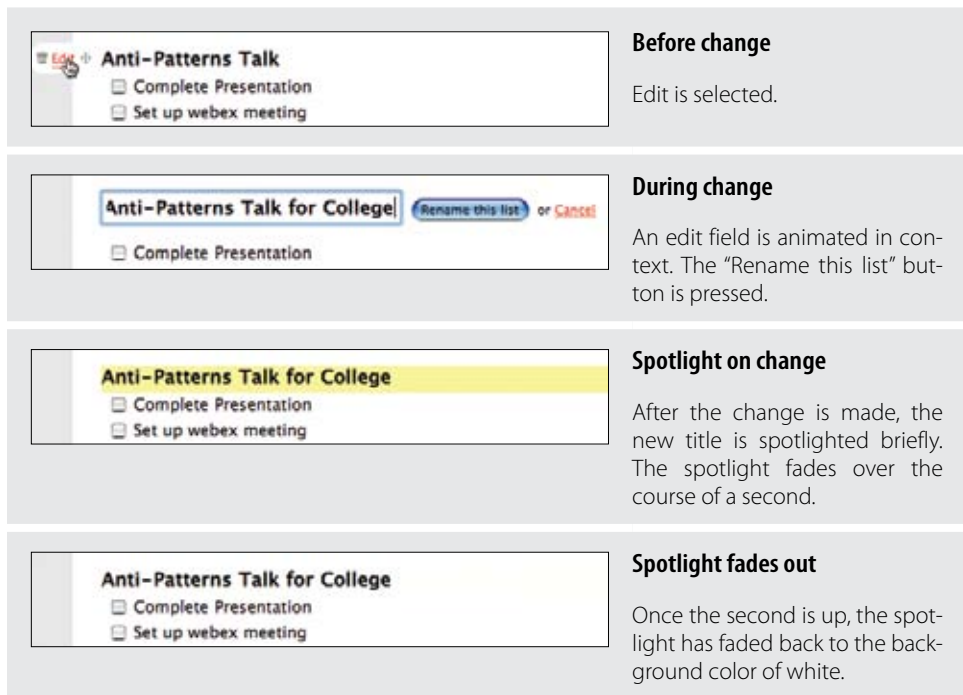 Edit Anti-Patterns Talk
Complete Presentation
Set up webex meeting
Before change
Edit is selected.
Anti-Patterns Talk for College Rename this list or Cancel
Complete Presentation
During change
An edit field is animated in con-
text. The “Rename this list” but-
ton is pressed.
Anti-Patterns Talk for College
Complete Presentation
Set up webex meeting
Spotlight on change
After the change is made, the
new title is spotlighted briefly.
The spotlight fades over the
course of a second.
Anti-Patterns Talk for College
Complete Presentation
Set up webex meeting
Spotlight fades out
Once the second is up, the spot-
light has faded back to the back-
ground color of white.